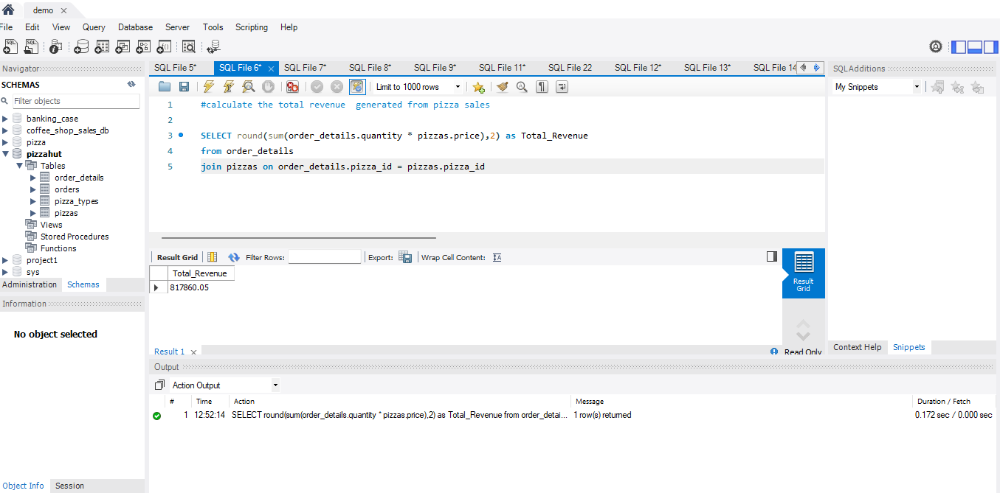 demo
File Edit View Query Database Server Tools Scripting Help
Navigator
SCHEMAS
Filter objects
banking_case
coffee_shop_sales_db
pizza
pizzahut
Tables
order_details
orders
pizza_types
pizzas
Views
Stored Procedures
Functions
project1
sys
Administration Schemas
Information
No object selected
Object Info Session
SQL File 5* SQL File 6* SQL File 7* SQL File 8* SQL File 9* SQL File 11* SQL File 22 SQL File 12* SQL File 13* SQL File 14
Limit to 1000 rows
1 #calculate the total revenue  generated from pizza sales
2
3 SELECT round(sum(order_details.quantity * pizzas.price),2) as Total_Revenue
4 from order_details
5 join pizzas on order_details.pizza_id = pizzas.pizza_id
Result Grid Filter Rows: Export: Wrap Cell Content: IA
Total_Revenue
817860.05
Result
Grid
Result 1 Read Only
SQLAdditions
My Snippets
Context Help Snippets
Output
Action Output
# Time Action Message Duration / Fetch
1 12:52:14 SELECT round(sum(order_details.quantity * pizzas.price),2) as Total_Revenue from order_detai... 1 row(s) returned 0.172 sec / 0.000 sec